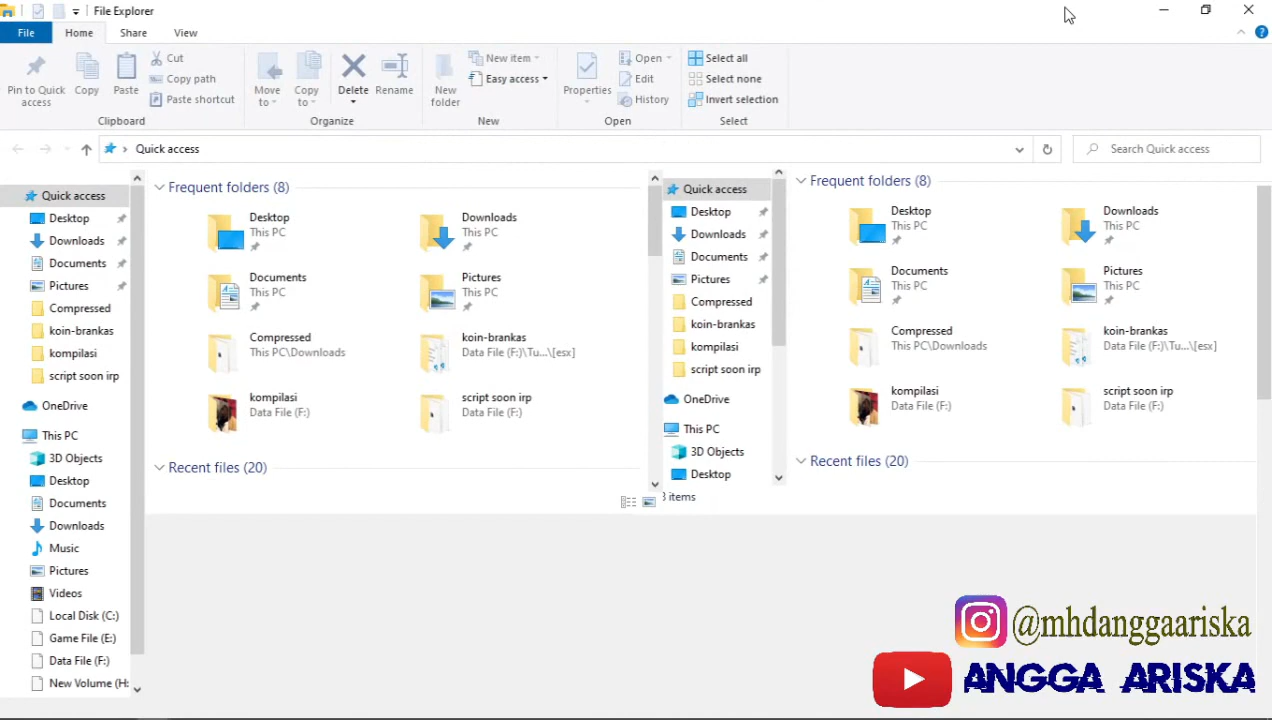 File Explorer
File Home Share View
Pin to Quick access
Copy
Paste
Cut
Copy path
Paste shortcut
Clipboard
Move to
Copy to
Delete
Rename
Organize
New folder
New item
Easy access
New
Properties
Open
Edit
History
Open
Select all
Select none
Invert selection
Select
Quick access
Search Quick access
Quick access
Desktop
Downloads
Documents
Pictures
Compressed
koin-brankas
kompilasi
script soon irp
OneDrive
This PC
3D Objects
Desktop
Documents
Downloads
Music
Pictures
Videos
Local Disk (C:)
Game File (E:)
Data File (F:)
New Volume (H:
Frequent folders (8)
Desktop
This PC
Downloads
This PC
Documents
This PC
Pictures
This PC
Compressed
This PC\Downloads
koin-brankas
Data File (F:)\Tu...\[esx]
kompilasi
Data File (F:)
script soon irp
Data File (F:)
Recent files (20)
Quick access
Desktop
Downloads
Documents
Pictures
Compressed
koin-brankas
kompilasi
script soon irp
OneDrive
This PC
3D Objects
Desktop
items
Frequent folders (8)
Desktop
This PC
Downloads
This PC
Documents
This PC
Pictures
This PC
Compressed
This PC\Downloads
koin-brankas
Data File (F:)\Tu...\[esx]
kompilasi
Data File (F:)
script soon irp
Data File (F:)
Recent files (20)
@mhdanggaariska
ANGGA ARISKA